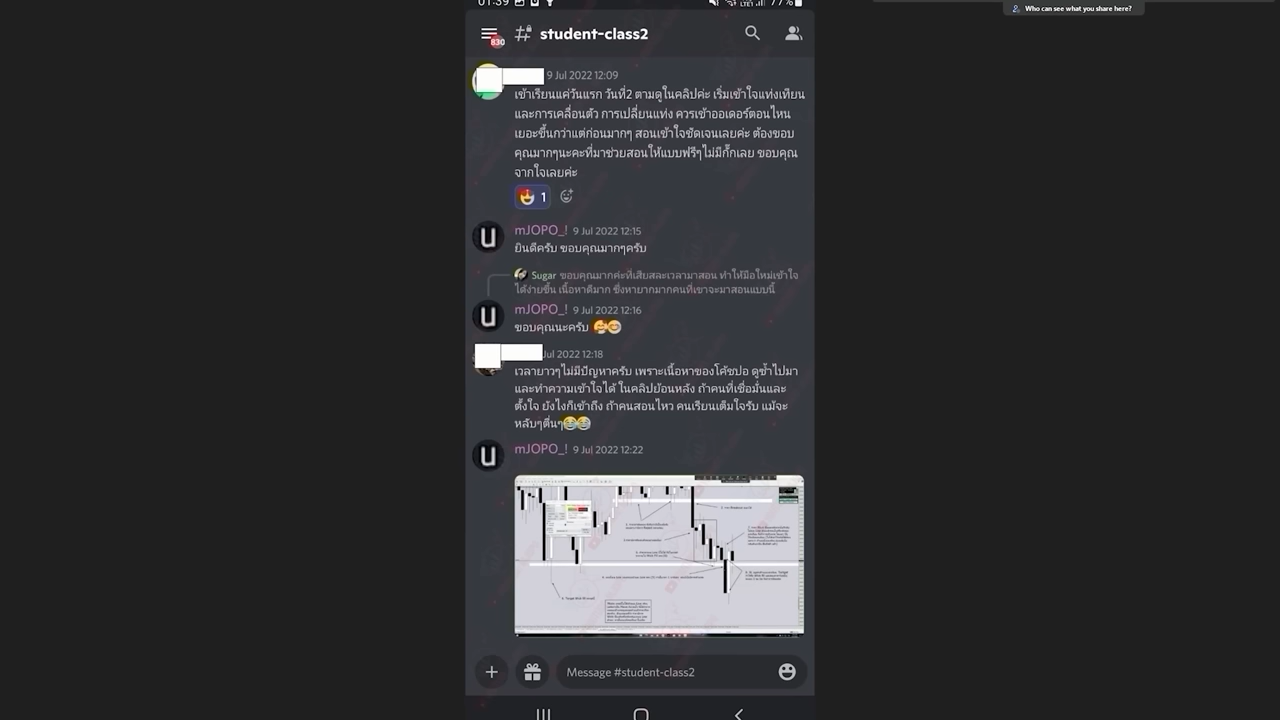 01:39
77%
Who can see what you share here?
830
student-class2
9 Jul 2022 12:09
เข้าเรียนแค่วันแรก วันที่2 ตามดูในคลิปค่ะ เริ่มเข้าใจแท่งเทียน
และการเคลื่อนตัว การเปลี่ยนแท่ง ควรเข้าออเดอร์ตอนไหน
เยอะขึ้นกว่าแต่ก่อนมากๆ สอนเข้าใจชัดเจนเลยค่ะ ต้องขอบ
คุณมากๆนะคะที่มาช่วยสอนให้แบบฟรีๆไม่มีกั๊กเลย ขอบคุณ
จากใจเลยค่ะ
1
mJOPO_! 9 Jul 2022 12:15
ยินดีครับ ขอบคุณมากๆครับ
Sugar ขอบคุณมากค่ะที่เสียสละเวลามาสอน ทำให้มือใหม่เข้าใจ
ได้ง่ายขึ้น เนื้อหาดีมาก ซึ่งหายากมากคนที่เขาจะมาสอนแบบนี้
mJOPO_! 9 Jul 2022 12:16
ขอบคุณนะครับ 🥰😊
Jul 2022 12:18
เวลายาวๆไม่มีปัญหาครับ เพราะเนื้อหาของโค้ชปอ ดูซ้ำไปมา
และทำความเข้าใจได้ ในคลิปย้อนหลัง ถ้าคนที่เชื่อมั่นและ
ตั้งใจ ยังไงก็เข้าถึง ถ้าคนสอนไหว คนเรียนเต็มใจรับ แม้จะ
หลับๆตื่นๆ😂😂
mJOPO_! 9 Jul 2022 12:22
Message #student-class2